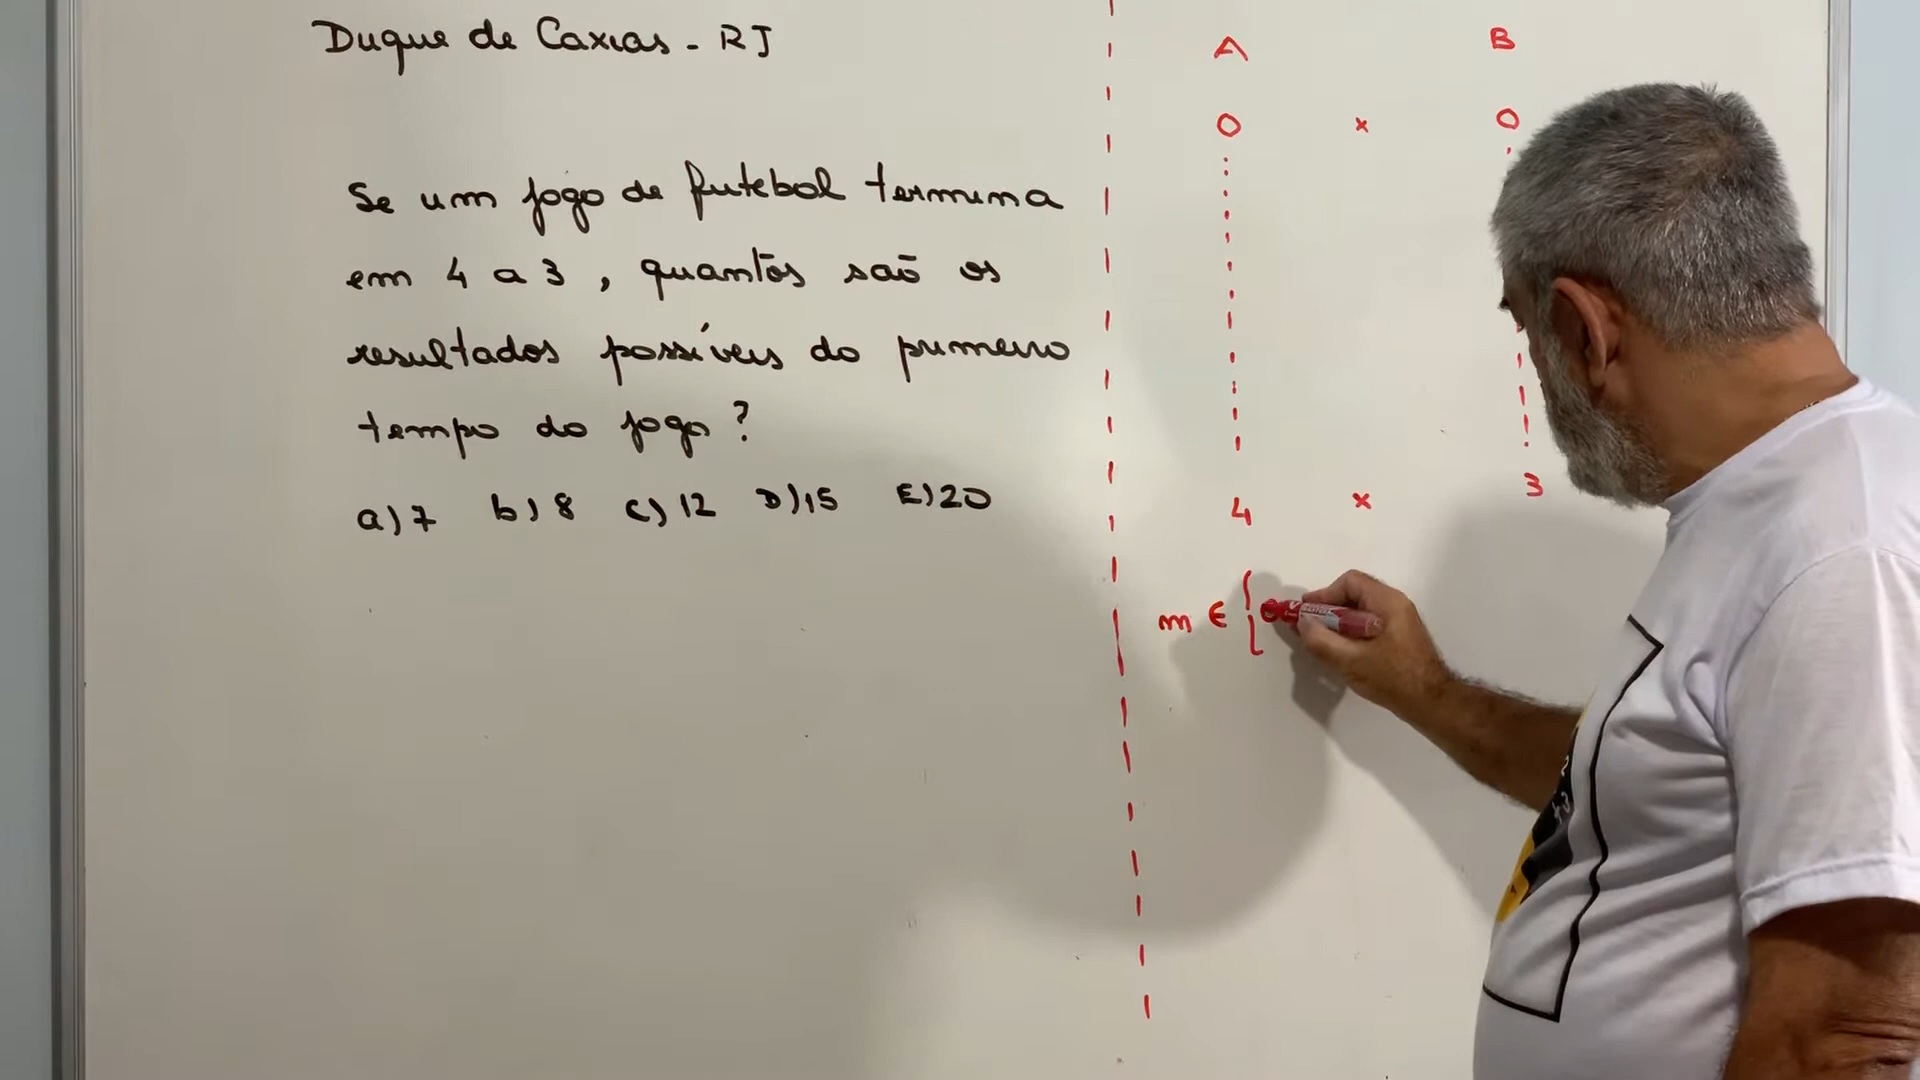 Duque de Caxias - RJ
Se um jogo de futebol termina
em 4 a 3, quantos são os
resultados possíveis do primeiro
tempo do jogo?
a) 7 b) 8 c) 12 D) 15 E) 20
A B
0 x 0
4 x 3
m ∈ {0